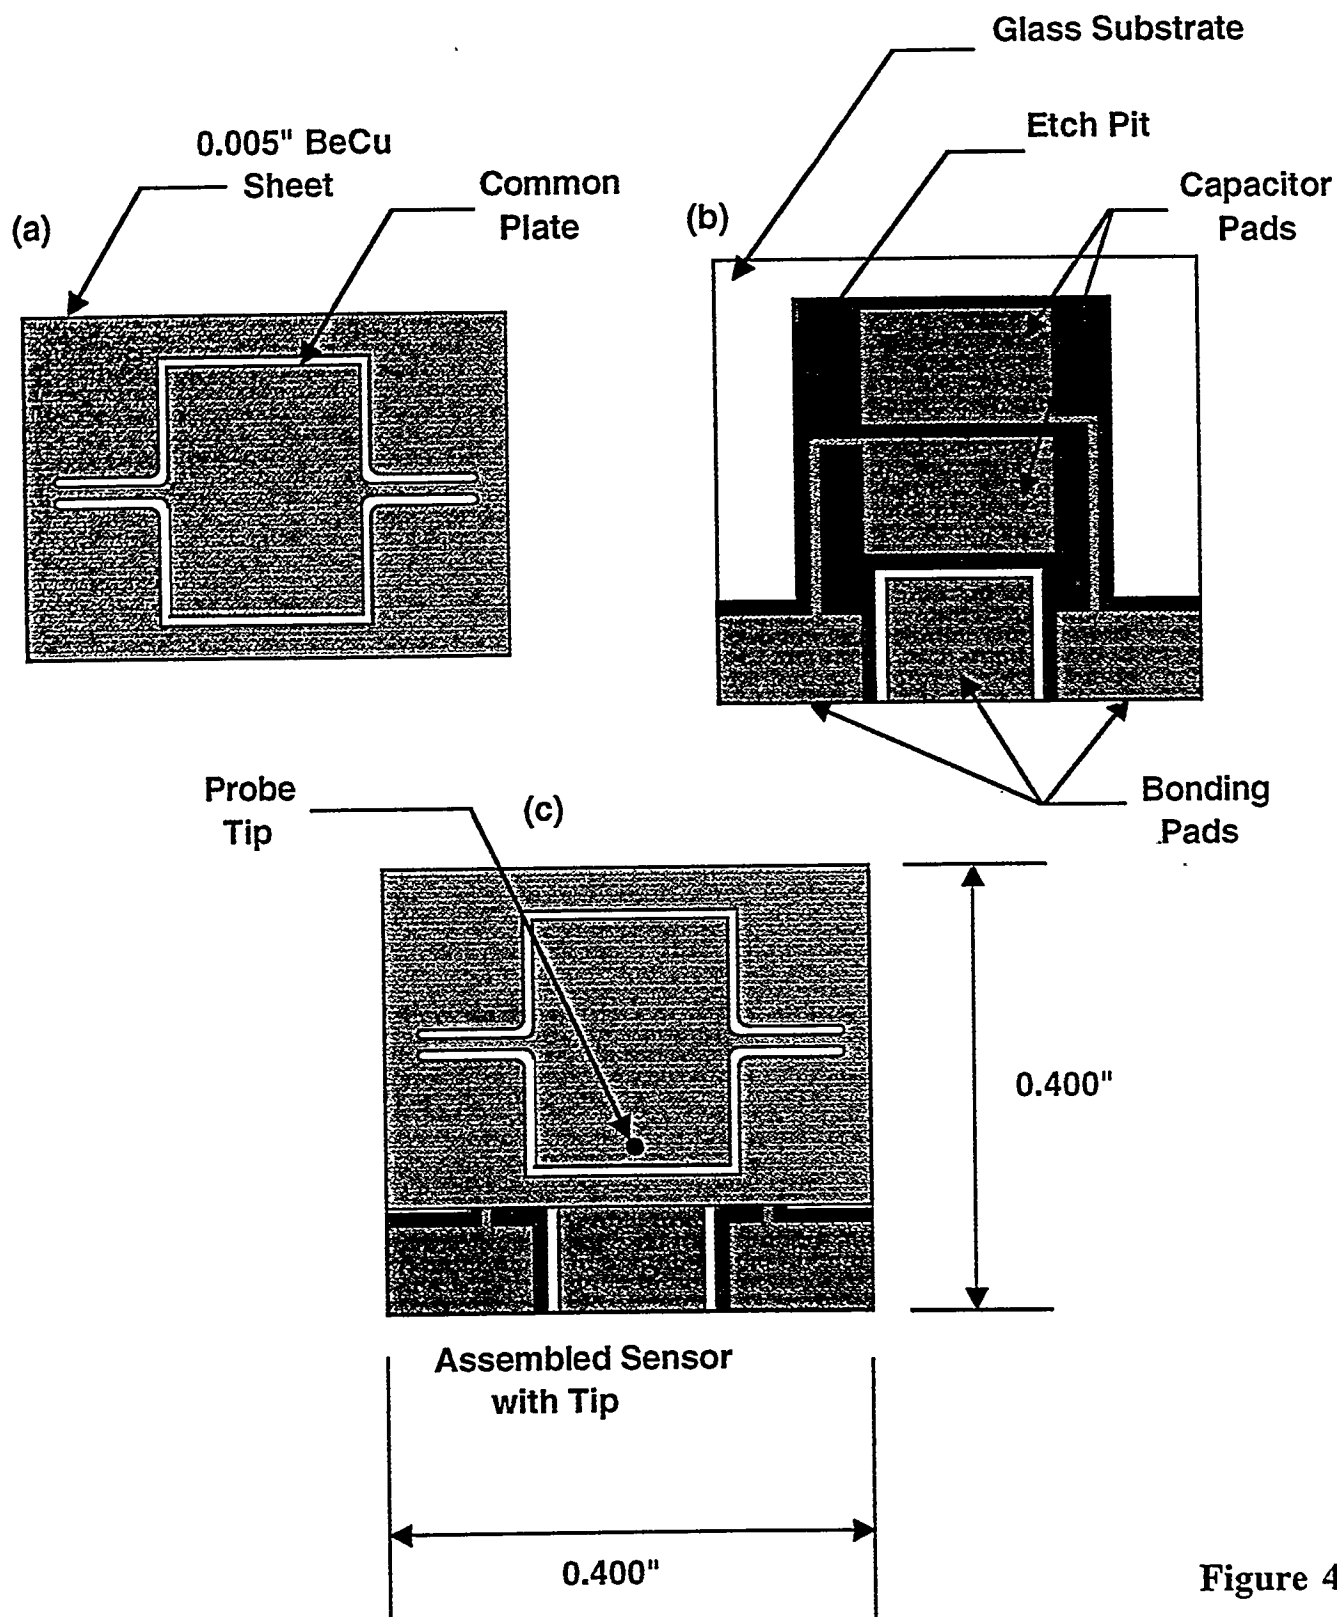 Glass Substrate
Etch Pit
0.005" BeCu
Sheet
Common
Plate
Capacitor
Pads
(a)
(b)
Probe
Tip
(c)
Bonding
Pads
0.400"
Assembled Sensor
with Tip
0.400"
Figure 4